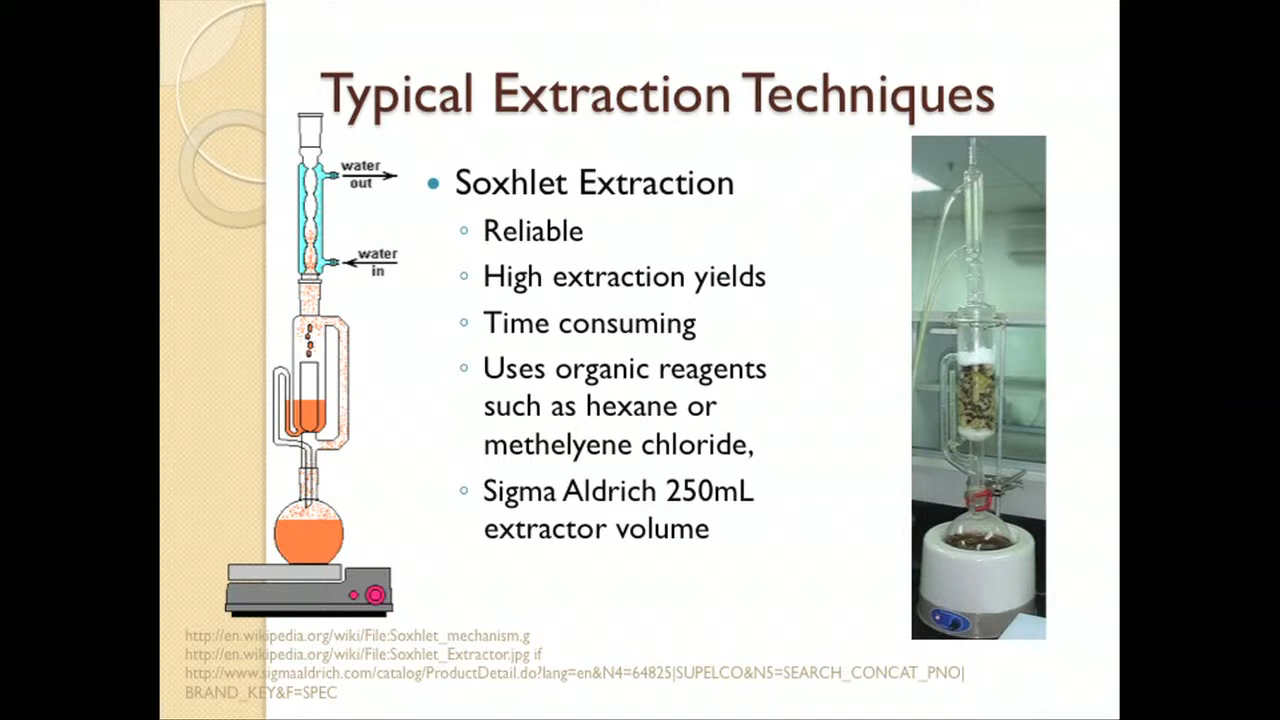 Typical Extraction Techniques
water
out
water
in
• Soxhlet Extraction
◦ Reliable
◦ High extraction yields
◦ Time consuming
◦ Uses organic reagents
such as hexane or
methelyene chloride,
◦ Sigma Aldrich 250mL
extractor volume
http://en.wikipedia.org/wiki/File:Soxhlet_mechanism.g
http://en.wikipedia.org/wiki/File:Soxhlet_Extractor.jpg if
http://www.sigmaaldrich.com/catalog/ProductDetail.do?lang=en&N4=64825|SUPELCO&N5=SEARCH_CONCAT_PNO|
BRAND_KEY&F=SPEC